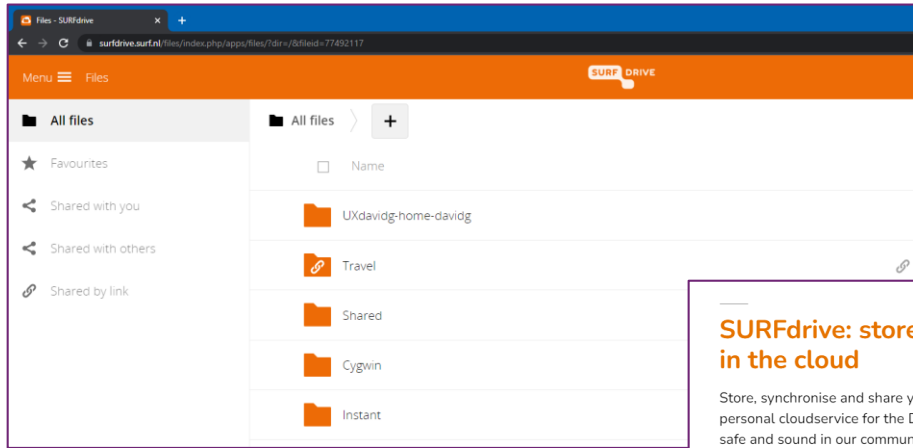 Files - SURFdrive
surfdrive.surf.nl/files/index.php/apps/files/?dir=/&fileid=77492117
Menu Files
SURF DRIVE
All files
Favourites
Shared with you
Shared with others
Shared by link
All files +
Name
UXdavidg-home-davidg
Travel
Shared
Cygwin
Instant
SURFdrive: store
in the cloud
Store, synchronise and share y
personal cloudservice for the D
safe and sound in our commun